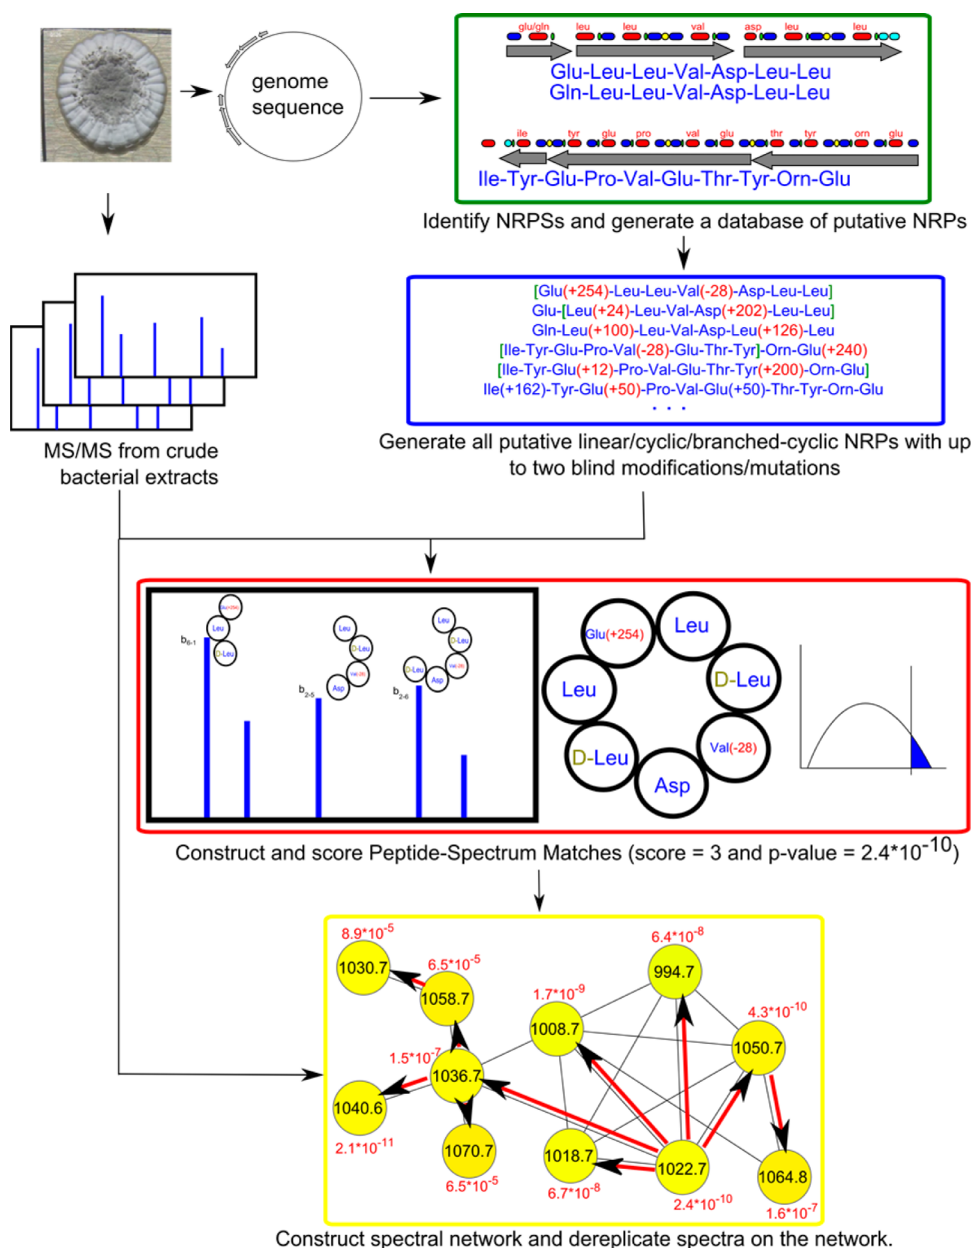 genome
sequence
glu/gln leu leu val asp leu leu
Glu-Leu-Leu-Val-Asp-Leu-Leu
Gln-Leu-Leu-Val-Asp-Leu-Leu
ile tyr glu pro val glu thr tyr orn glu
Ile-Tyr-Glu-Pro-Val-Glu-Thr-Tyr-Orn-Glu
Identify NRPSs and generate a database of putative NRPs
[Glu(+254)-Leu-Leu-Val(-28)-Asp-Leu-Leu]
Glu-[Leu(+24)-Leu-Val-Asp(+202)-Leu-Leu]
Gln-Leu(+100)-Leu-Val-Asp-Leu(+126)-Leu
[Ile-Tyr-Glu-Pro-Val(-28)-Glu-Thr-Tyr]-Orn-Glu(+240)
[Ile-Tyr-Glu(+12)-Pro-Val-Glu-Thr-Tyr(+200)-Orn-Glu]
Ile(+162)-Tyr-Glu(+50)-Pro-Val-Glu(+50)-Thr-Tyr-Orn-Glu
. . .
MS/MS from crude
bacterial extracts
Generate all putative linear/cyclic/branched-cyclic NRPs with up
to two blind modifications/mutations
Glu(+254)
Leu
D-Leu
b6-1
Leu
D-Leu
Val(-28)
Asp
b2-5
Leu
D-Leu
Val(-28)
Asp
D-Leu
b2-6
Glu(+254)
Leu
D-Leu
Val(-28)
Asp
D-Leu
Leu
Construct and score Peptide-Spectrum Matches (score = 3 and p-value = 2.4*10-10)
8.9*10-5
1030.7
6.5*10-5
1058.7
1.5*10-7
1036.7
1040.6
2.1*10-11
1070.7
6.5*10-5
1.7*10-9
1008.7
6.4*10-8
994.7
4.3*10-10
1050.7
1018.7
6.7*10-8
1022.7
2.4*10-10
1064.8
1.6*10-7
Construct spectral network and dereplicate spectra on the network.